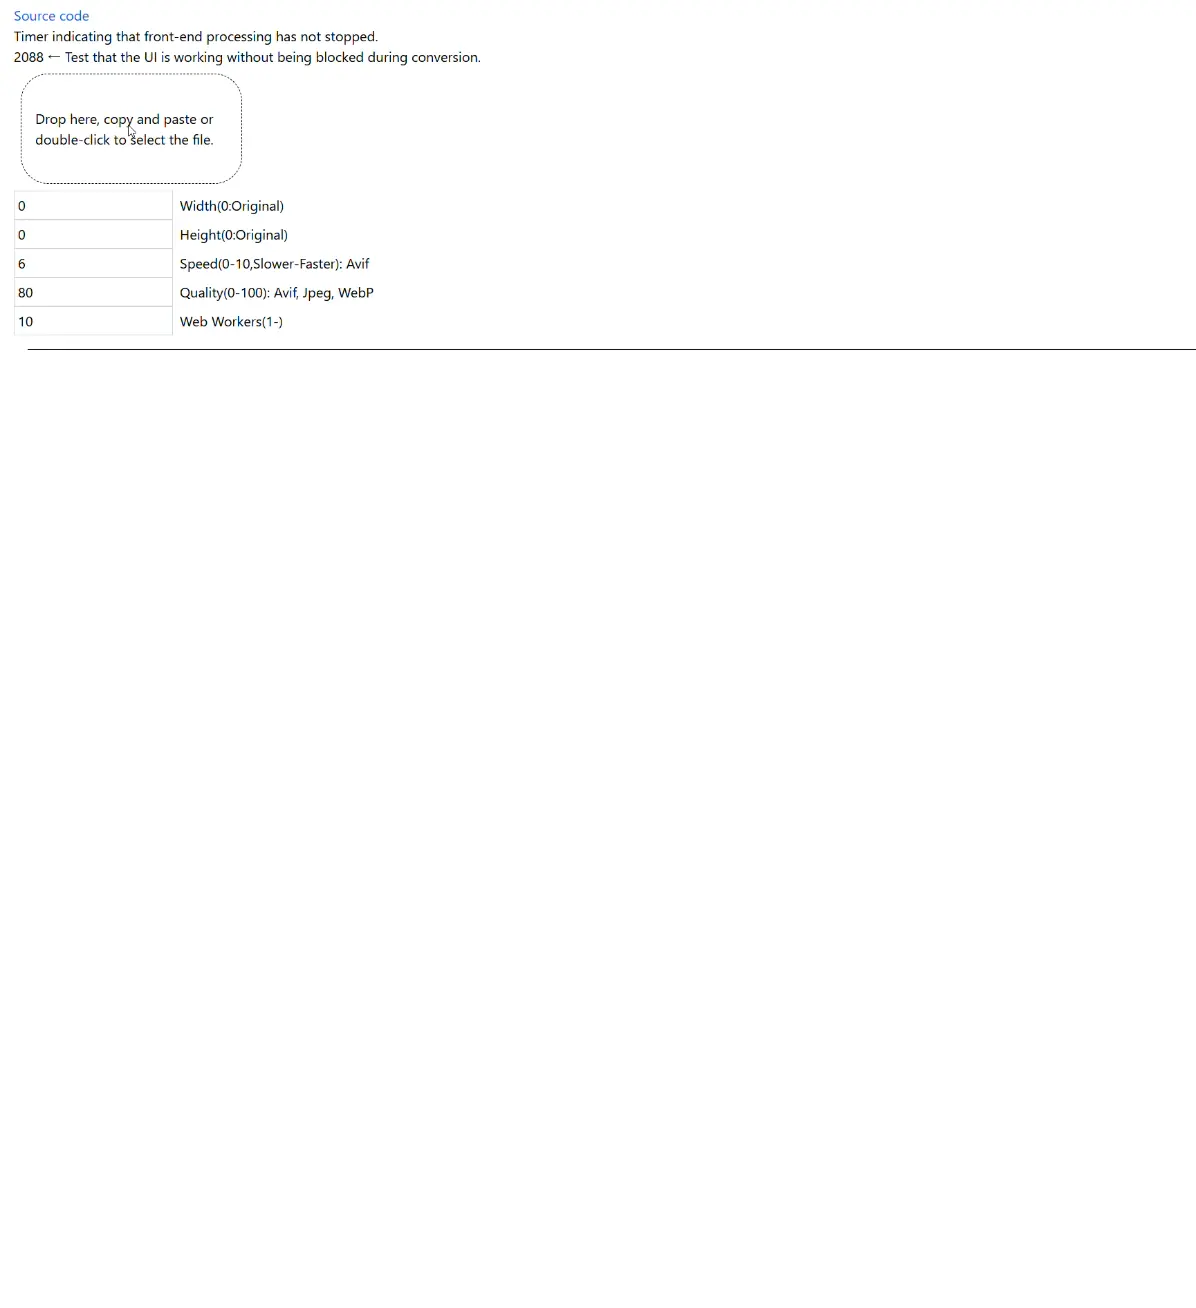 Source code
Timer indicating that front-end processing has not stopped.
2088 ← Test that the UI is working without being blocked during conversion.
Drop here, copy and paste or
double-click to select the file.
0 Width(0:Original)
0 Height(0:Original)
6 Speed(0-10,Slower-Faster): Avif
80 Quality(0-100): Avif, Jpeg, WebP
10 Web Workers(1-)